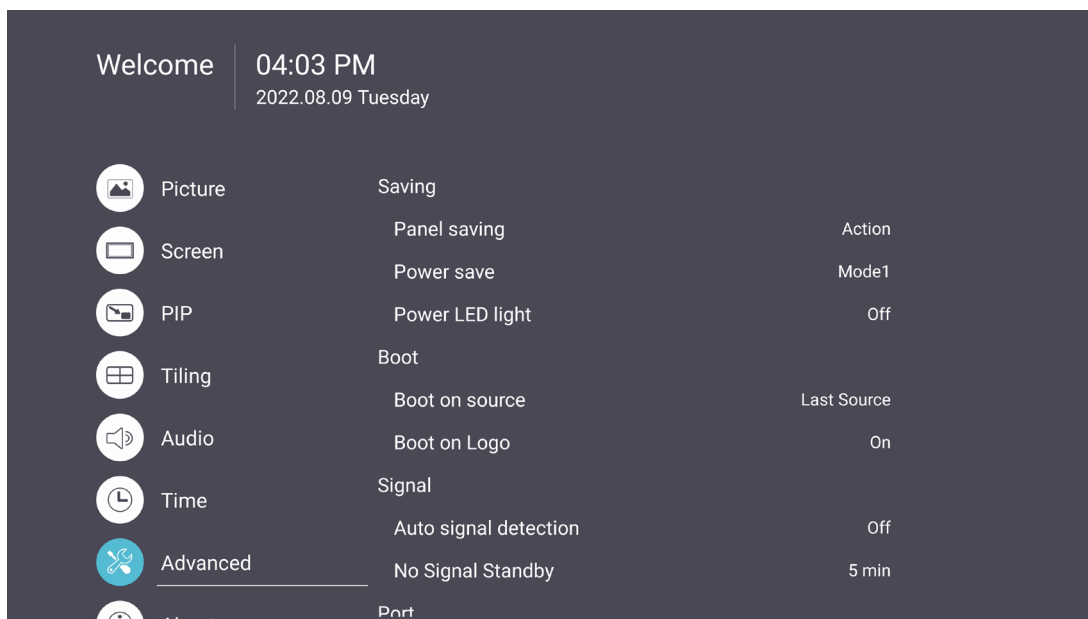 Welcome
04:03 PM
2022.08.09 Tuesday
Picture
Screen
PIP
Tiling
Audio
Time
Advanced
Saving
Panel saving Action
Power save Mode1
Power LED light Off
Boot
Boot on source Last Source
Boot on Logo On
Signal
Auto signal detection Off
No Signal Standby 5 min
Port